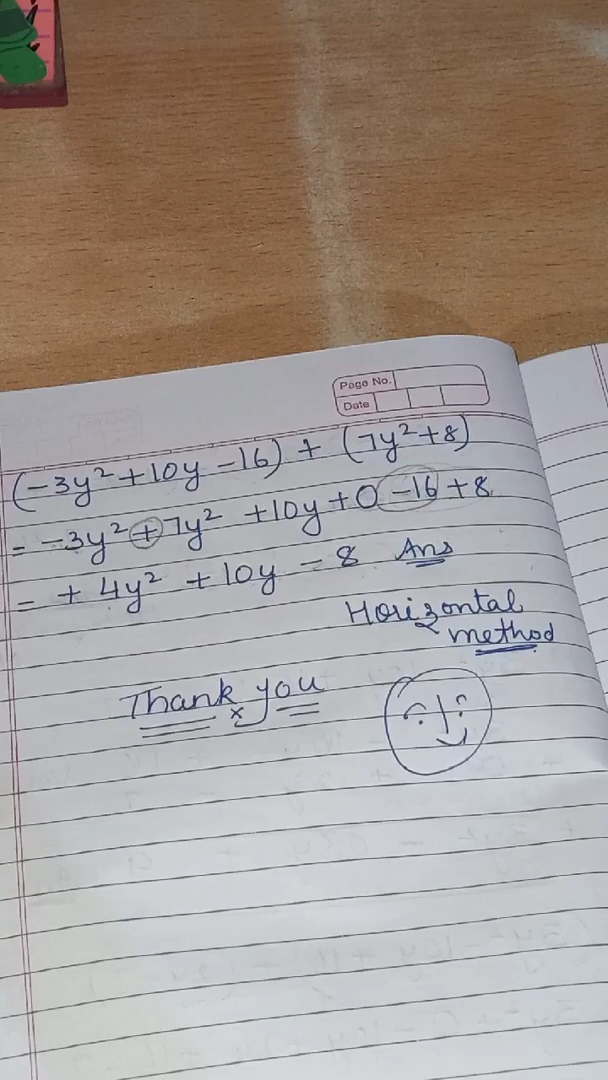 Page No.
Date
(-3y²+10y-16) + (7y²+8)
= -3y²+7y² +10y+0-16+8
= +4y² +10y -8 Ans
Horizontal
method
Thank you